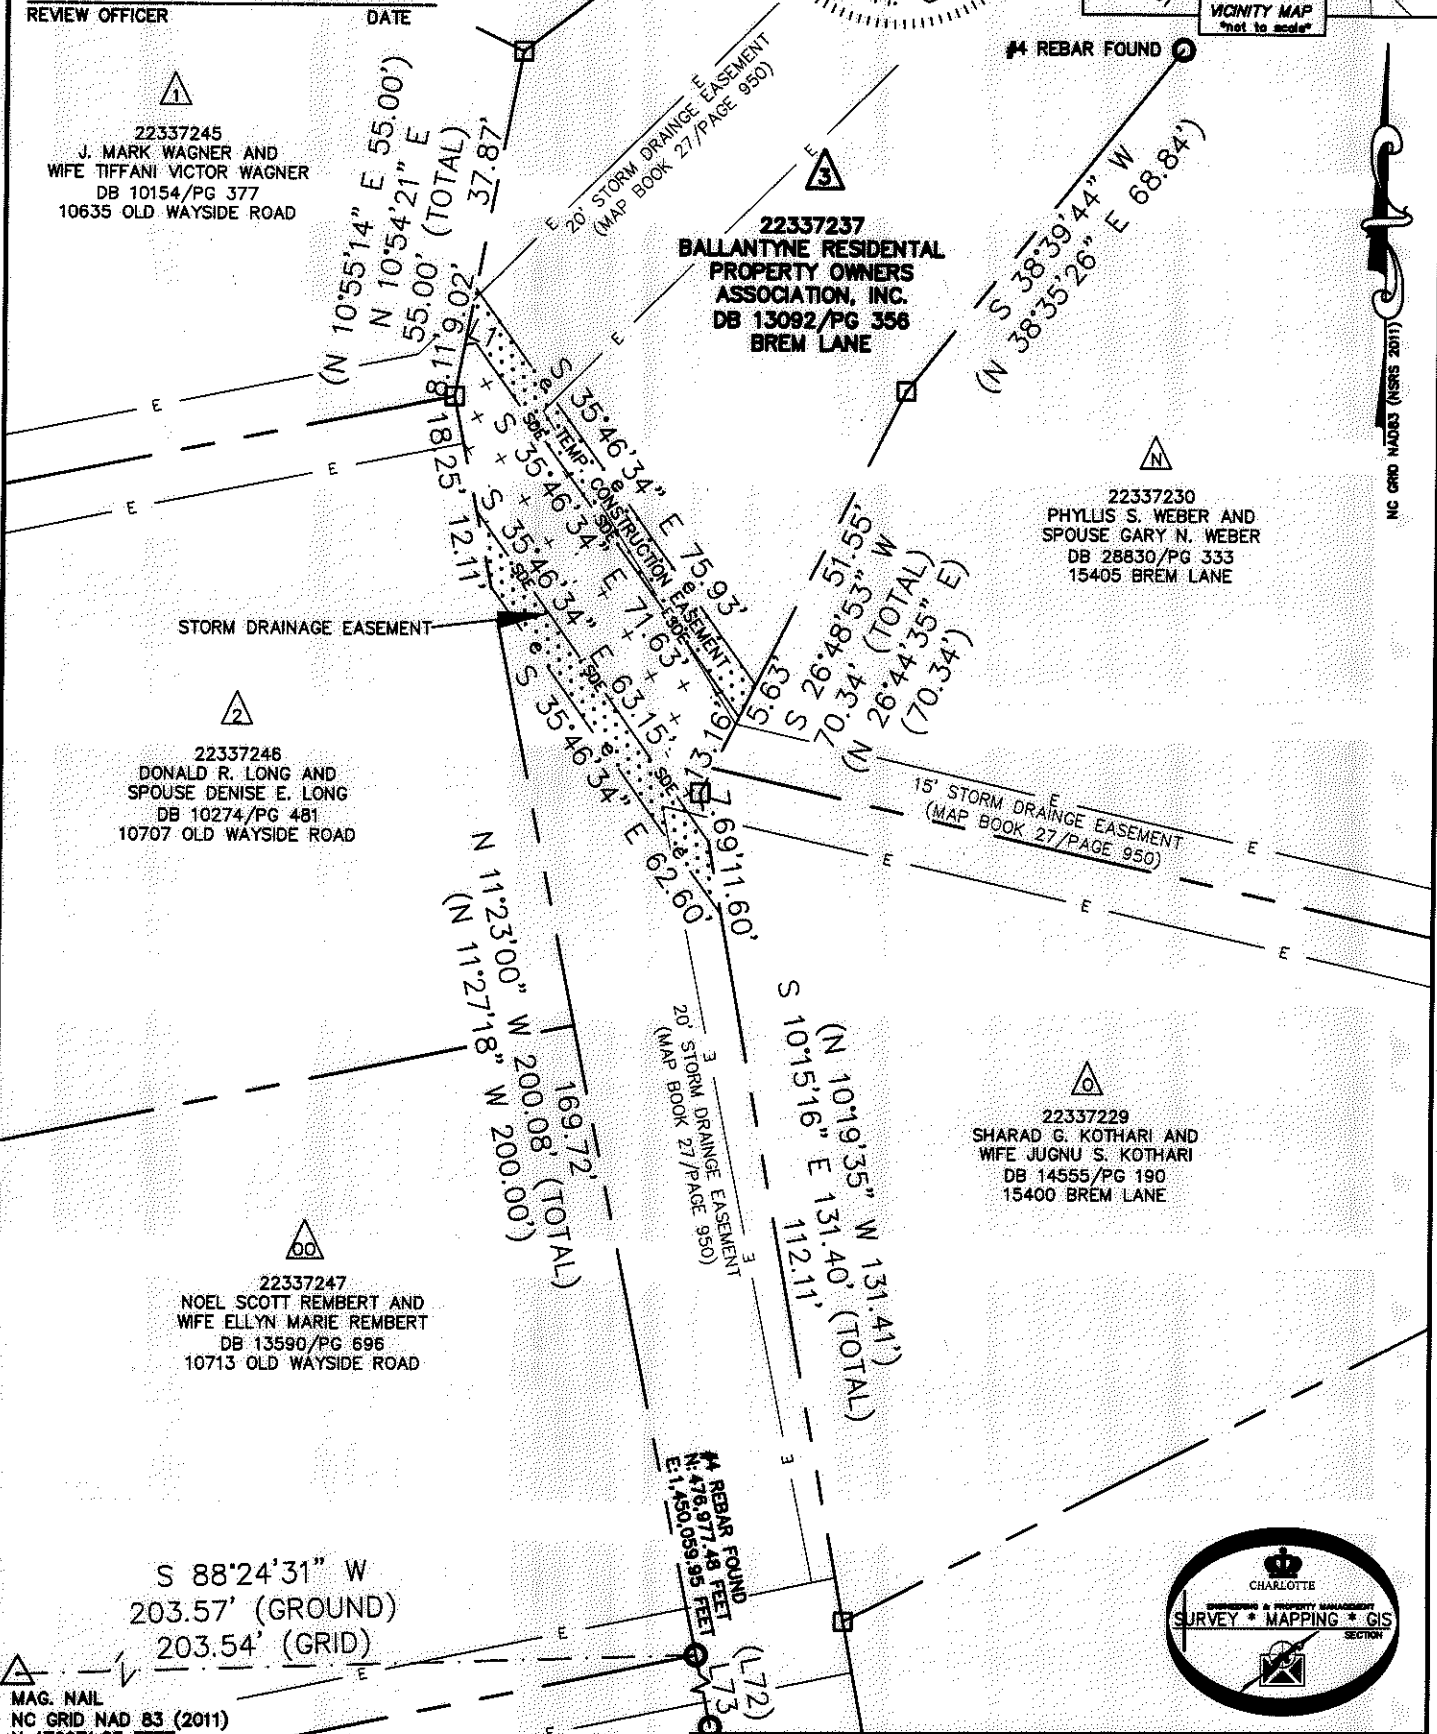 REVIEW OFFICER
DATE
VICINITY MAP
*not to scale*
#4 REBAR FOUND
1
22337245
J. MARK WAGNER AND
WIFE TIFFANI VICTOR WAGNER
DB 10154/PG 377
10635 OLD WAYSIDE ROAD
(N 10°55'14" E 55.00')
N 10°54'21" E
55.00' (TOTAL)
37.87'
9.02'
8.11'
18.25'
12.11'
20' STORM DRAINGE EASEMENT
(MAP BOOK 27/PAGE 950)
3
22337237
BALLANTYNE RESIDENTAL
PROPERTY OWNERS
ASSOCIATION, INC.
DB 13092/PG 356
BREM LANE
S 38°39'44" W
(N 38°35'26" E 68.84')
NC GRID NAD83 (NSRS 2011)
N
22337230
PHYLLIS S. WEBER AND
SPOUSE GARY N. WEBER
DB 28830/PG 333
15405 BREM LANE
S 35°46'34" E 75.93'
TEMP. CONSTRUCTION EASEMENT
S 35°46'34" E 71.63'
S 35°46'34" E 63.15'
S 35°46'34" E 62.60'
SDE
SDE
SDE
SDE
SDE
SDE
STORM DRAINAGE EASEMENT
51.55'
S 26°48'53" W
70.34' (TOTAL)
(N 26°44'35" E)
(70.34')
5.63'
13.16'
7.69'
11.60'
2
22337246
DONALD R. LONG AND
SPOUSE DENISE E. LONG
DB 10274/PG 481
10707 OLD WAYSIDE ROAD
15' STORM DRAINGE EASEMENT
(MAP BOOK 27/PAGE 950)
N 11°23'00" W 200.08' (TOTAL)
(N 11°27'18" W 200.00')
169.72'
20' STORM DRAINGE EASEMENT
(MAP BOOK 27/PAGE 950)
(N 10°19'35" W 131.41')
S 10°15'16" E 131.40' (TOTAL)
112.11'
O
22337229
SHARAD G. KOTHARI AND
WIFE JUGNU S. KOTHARI
DB 14555/PG 190
15400 BREM LANE
OO
22337247
NOEL SCOTT REMBERT AND
WIFE ELLYN MARIE REMBERT
DB 13590/PG 696
10713 OLD WAYSIDE ROAD
#4 REBAR FOUND
N: 476,977.48 FEET
E: 1,450,059.95 FEET
S 88°24'31" W
203.57' (GROUND)
203.54' (GRID)
(L72)
L73
MAG. NAIL
NC GRID NAD 83 (2011)
CHARLOTTE
ENGINEERING & PROPERTY MANAGEMENT
SURVEY * MAPPING * GIS
SECTION